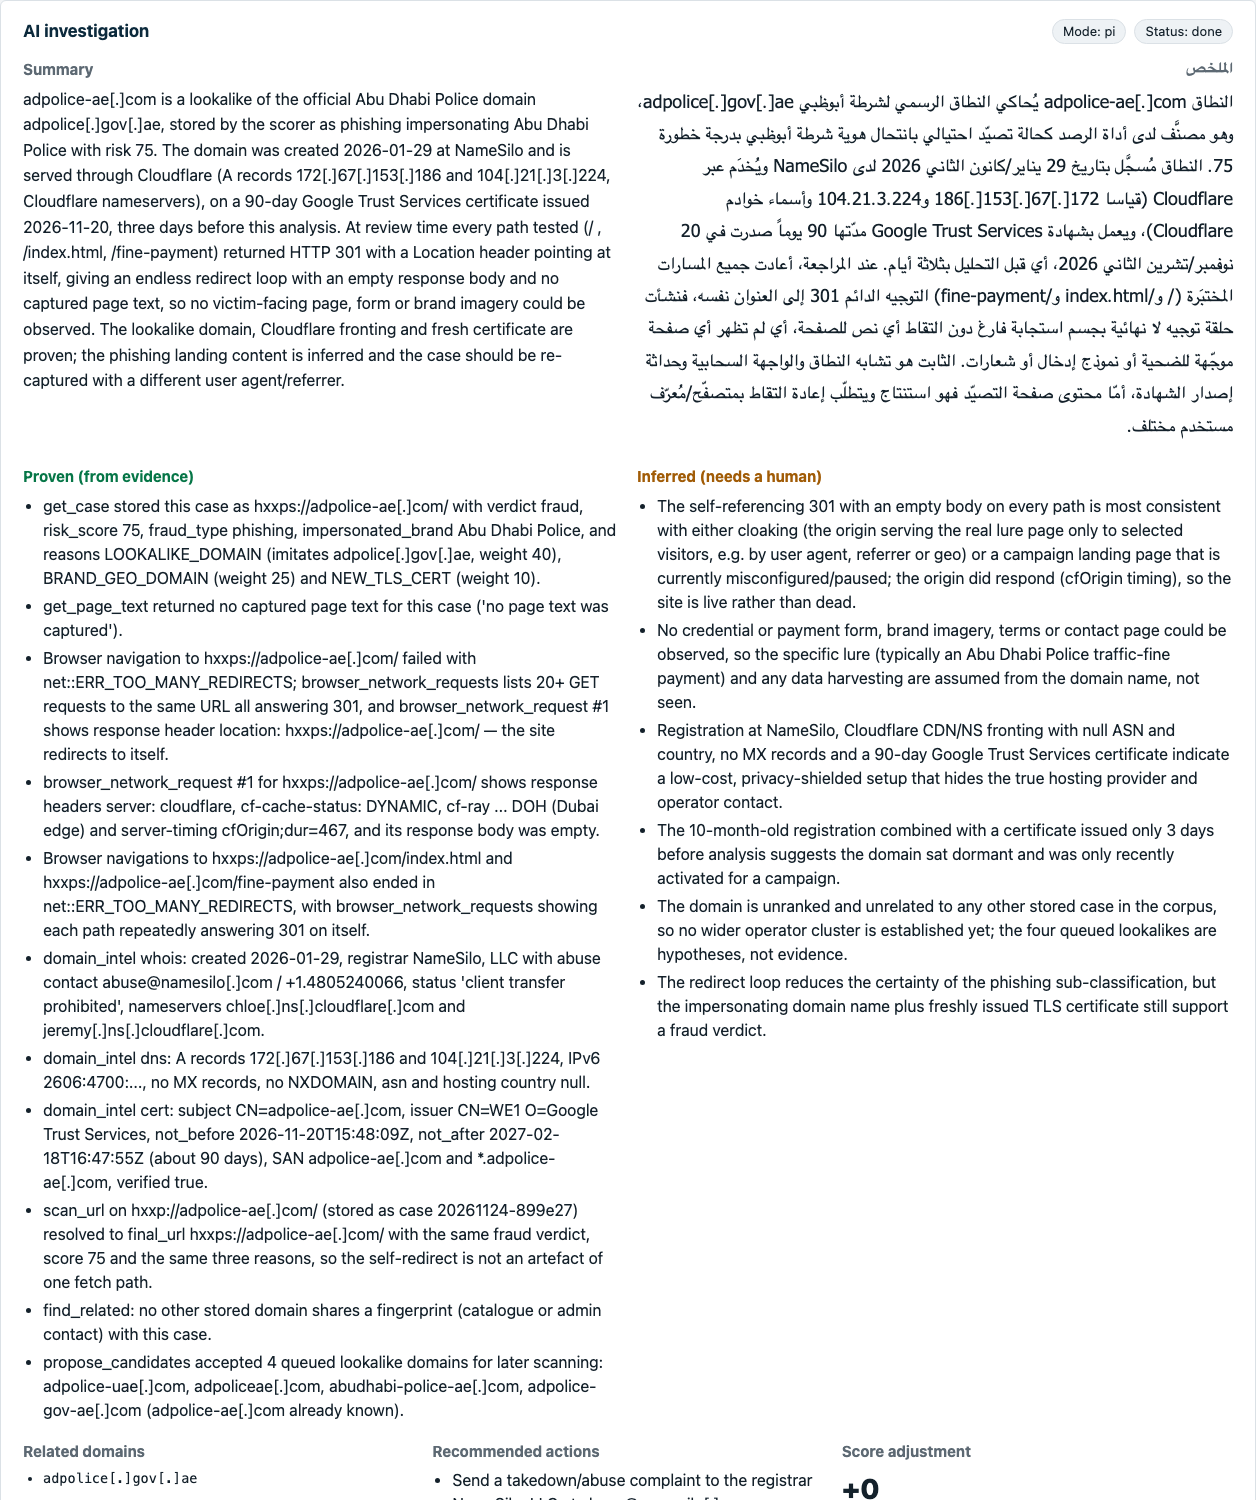 AI investigation
Mode: pi
Status: done
Summary
adpolice-ae[.]com is a lookalike of the official Abu Dhabi Police domain
adpolice[.]gov[.]ae, stored by the scorer as phishing impersonating Abu Dhabi
Police with risk 75. The domain was created 2026-01-29 at NameSilo and is
served through Cloudflare (A records 172[.]67[.]153[.]186 and 104[.]21[.]3[.]224,
Cloudflare nameservers), on a 90-day Google Trust Services certificate issued
2026-11-20, three days before this analysis. At review time every path tested (/ ,
/index.html, /fine-payment) returned HTTP 301 with a Location header pointing at
itself, giving an endless redirect loop with an empty response body and no
captured page text, so no victim-facing page, form or brand imagery could be
observed. The lookalike domain, Cloudflare fronting and fresh certificate are
proven; the phishing landing content is inferred and the case should be re-
captured with a different user agent/referrer.
الملخص
النطاق adpolice-ae[.]com يُحاكي النطاق الرسمي لشرطة أبوظبي adpolice[.]gov[.]ae،
وهو مصنَّف لدى أداة الرصد كحالة تصيّد احتيالي بانتحال هوية شرطة أبوظبي بدرجة خطورة
75. النطاق مُسجَّل بتاريخ 29 يناير/كانون الثاني 2026 لدى NameSilo ويُخدَم عبر
Cloudflare (قياسا 172[.]67[.]153[.]186 و104.21.3.224 وأسماء خوادم
Cloudflare)، ويعمل بشهادة Google Trust Services مدّتها 90 يوماً صدرت في 20
نوفمبر/تشرين الثاني 2026، أي قبل التحليل بثلاثة أيام. عند المراجعة، أعادت جميع المسارات
المختبَرة (/ و/index.html و/fine-payment) التوجيه الدائم 301 إلى العنوان نفسه، فنشأت
حلقة توجيه لا نهائية بجسم استجابة فارغ دون التقاط أي نص للصفحة، أي لم تظهر أي صفحة
موجّهة للضحية أو نموذج إدخال أو شعارات. الثابت هو تشابه النطاق والواجهة السحابية وحداثة
إصدار الشهادة، أمّا محتوى صفحة التصيّد فهو استنتاج ويتطلّب إعادة التقاط بمتصفّح/مُعرّف
مستخدم مختلف.
Proven (from evidence)
• get_case stored this case as hxxps://adpolice-ae[.]com/ with verdict fraud,
risk_score 75, fraud_type phishing, impersonated_brand Abu Dhabi Police, and
reasons LOOKALIKE_DOMAIN (imitates adpolice[.]gov[.]ae, weight 40),
BRAND_GEO_DOMAIN (weight 25) and NEW_TLS_CERT (weight 10).
• get_page_text returned no captured page text for this case ('no page text was
captured').
• Browser navigation to hxxps://adpolice-ae[.]com/ failed with
net::ERR_TOO_MANY_REDIRECTS; browser_network_requests lists 20+ GET
requests to the same URL all answering 301, and browser_network_request #1
shows response header location: hxxps://adpolice-ae[.]com/ — the site
redirects to itself.
• browser_network_request #1 for hxxps://adpolice-ae[.]com/ shows response
headers server: cloudflare, cf-cache-status: DYNAMIC, cf-ray ... DOH (Dubai
edge) and server-timing cfOrigin;dur=467, and its response body was empty.
• Browser navigations to hxxps://adpolice-ae[.]com/index.html and
hxxps://adpolice-ae[.]com/fine-payment also ended in
net::ERR_TOO_MANY_REDIRECTS, with browser_network_requests showing
each path repeatedly answering 301 on itself.
• domain_intel whois: created 2026-01-29, registrar NameSilo, LLC with abuse
contact abuse@namesilo[.]com / +1.4805240066, status 'client transfer
prohibited', nameservers chloe[.]ns[.]cloudflare[.]com and
jeremy[.]ns[.]cloudflare[.]com.
• domain_intel dns: A records 172[.]67[.]153[.]186 and 104[.]21[.]3[.]224, IPv6
2606:4700:..., no MX records, no NXDOMAIN, asn and hosting country null.
• domain_intel cert: subject CN=adpolice-ae[.]com, issuer CN=WE1 O=Google
Trust Services, not_before 2026-11-20T15:48:09Z, not_after 2027-02-
18T16:47:55Z (about 90 days), SAN adpolice-ae[.]com and *.adpolice-
ae[.]com, verified true.
• scan_url on hxxp://adpolice-ae[.]com/ (stored as case 20261124-899e27)
resolved to final_url hxxps://adpolice-ae[.]com/ with the same fraud verdict,
score 75 and the same three reasons, so the self-redirect is not an artefact of
one fetch path.
• find_related: no other stored domain shares a fingerprint (catalogue or admin
contact) with this case.
• propose_candidates accepted 4 queued lookalike domains for later scanning:
adpolice-uae[.]com, adpoliceae[.]com, abudhabi-police-ae[.]com, adpolice-
gov-ae[.]com (adpolice-ae[.]com already known).
Inferred (needs a human)
• The self-referencing 301 with an empty body on every path is most consistent
with either cloaking (the origin serving the real lure page only to selected
visitors, e.g. by user agent, referrer or geo) or a campaign landing page that is
currently misconfigured/paused; the origin did respond (cfOrigin timing), so the
site is live rather than dead.
• No credential or payment form, brand imagery, terms or contact page could be
observed, so the specific lure (typically an Abu Dhabi Police traffic-fine
payment) and any data harvesting are assumed from the domain name, not
seen.
• Registration at NameSilo, Cloudflare CDN/NS fronting with null ASN and
country, no MX records and a 90-day Google Trust Services certificate indicate
a low-cost, privacy-shielded setup that hides the true hosting provider and
operator contact.
• The 10-month-old registration combined with a certificate issued only 3 days
before analysis suggests the domain sat dormant and was only recently
activated for a campaign.
• The domain is unranked and unrelated to any other stored case in the corpus,
so no wider operator cluster is established yet; the four queued lookalikes are
hypotheses, not evidence.
• The redirect loop reduces the certainty of the phishing sub-classification, but
the impersonating domain name plus freshly issued TLS certificate still support
a fraud verdict.
Related domains
• adpolice[.]gov[.]ae
Recommended actions
• Send a takedown/abuse complaint to the registrar
Score adjustment
+0